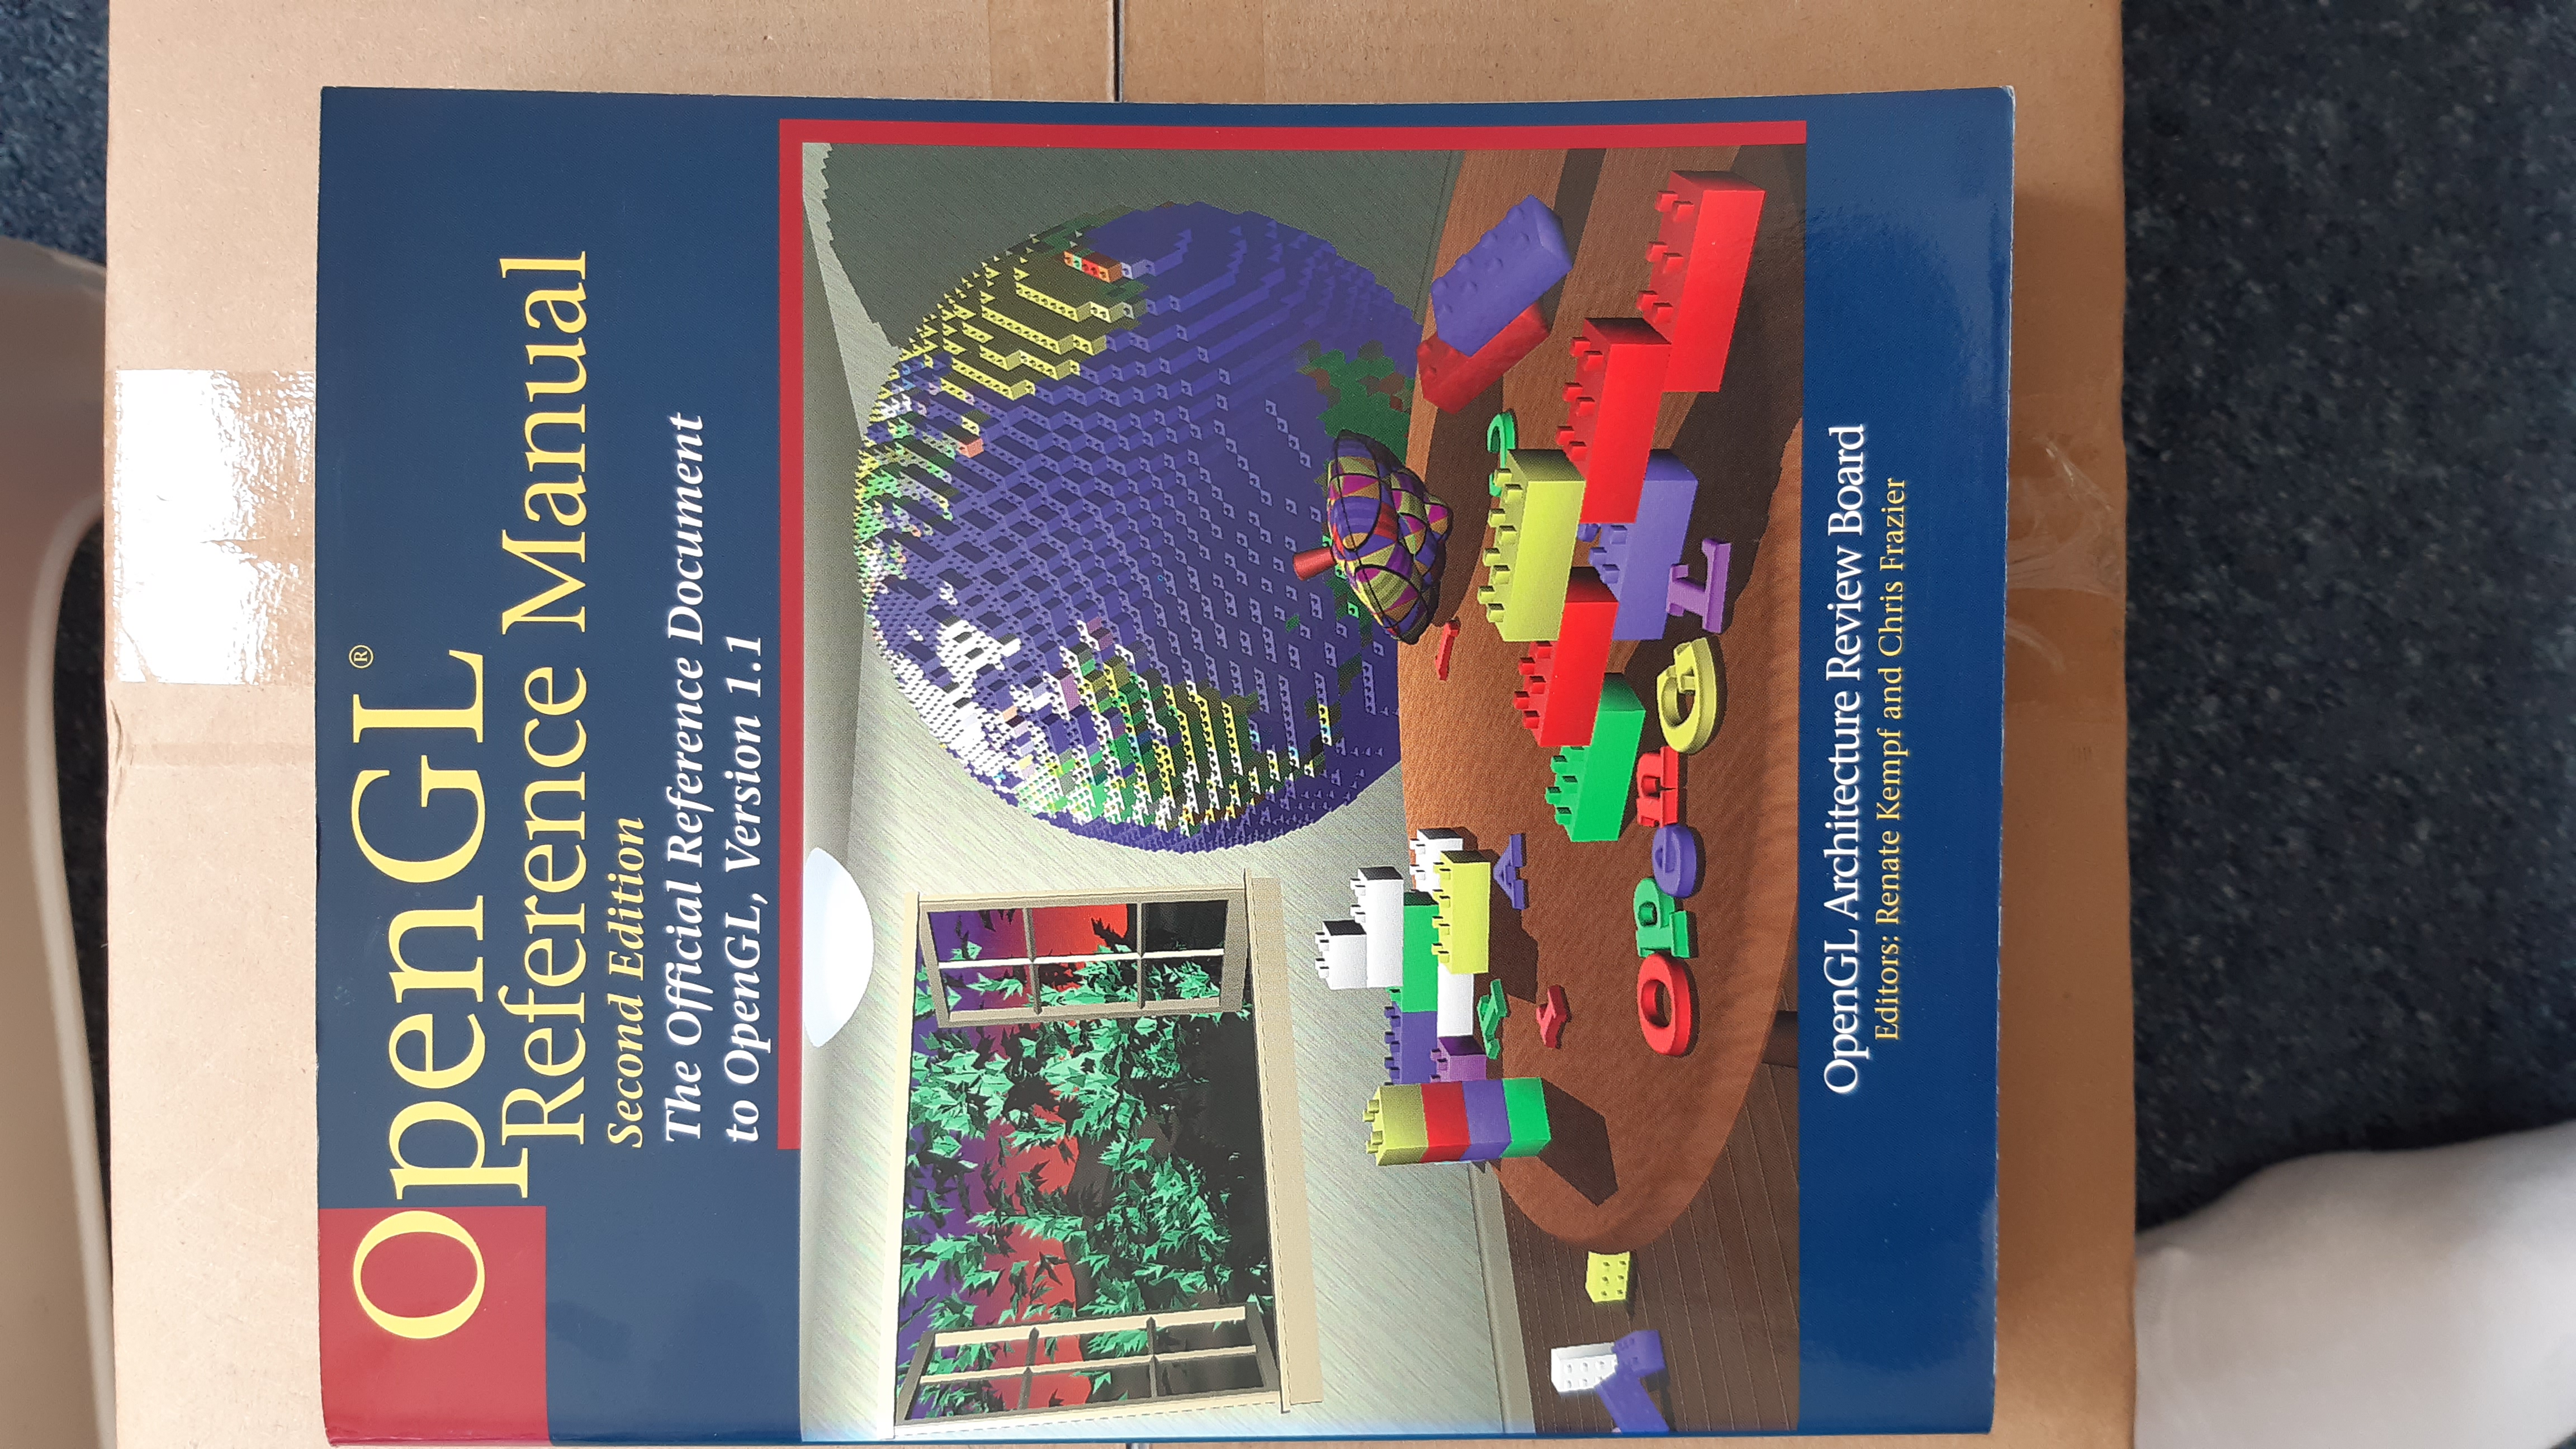 OpenGL®
Reference Manual
Second Edition
The Official Reference Document
to OpenGL, Version 1.1
OpenGL
OpenGL Architecture Review Board
Editors: Renate Kempf and Chris Frazier